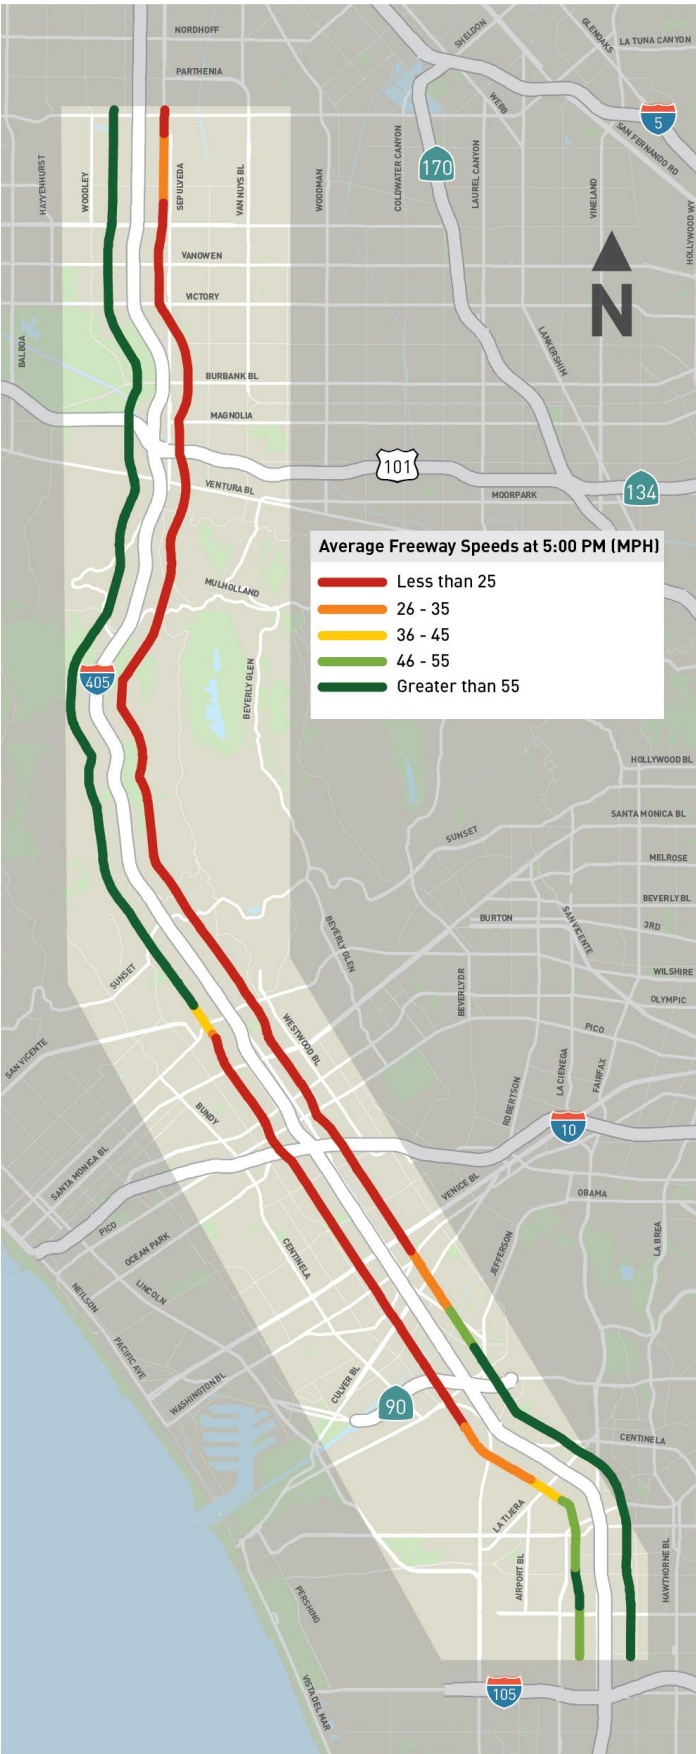 NORDHOFF
SHELDON
GLENOAKS
LA TUNA CANYON
PARTHENIA
WEBB
5
SAN FERNANDO RD
170
HAYVENHURST
WOODLEY
SEPULVEDA
VAN NUYS BL
WOODMAN
COLDWATER CANYON
LAUREL CANYON
VINELAND
HOLLYWOOD WY
VANOWEN
VICTORY
N
BALBOA
LANKERSHIM
BURBANK BL
MAGNOLIA
101
VENTURA BL
MOORPARK
134
Average Freeway Speeds at 5:00 PM (MPH)
Less than 25
26 - 35
36 - 45
46 - 55
Greater than 55
MULHOLLAND
405
BEVERLY GLEN
HOLLYWOOD BL
SANTA MONICA BL
SUNSET
MELROSE
BEVERLY BL
BURTON
SAN VICENTE
3RD
BEVERLY GLEN
WILSHIRE
SUNSET
BEVERLY DR
OLYMPIC
WESTWOOD BL
PICO
SAN VICENTE
LA CIENEGA
FAIRFAX
ROBERTSON
BUNDY
10
SANTA MONICA BL
VENICE BL
OBAMA
PICO
OCEAN PARK
CENTINELA
JEFFERSON
LA BREA
NEILSON
LINCOLN
PACIFIC AVE
WASHINGTON BL
CULVER BL
90
CENTINELA
LA TIJERA
AIRPORT BL
HAWTHORNE BL
PERSHING
VISTA DEL MAR
105